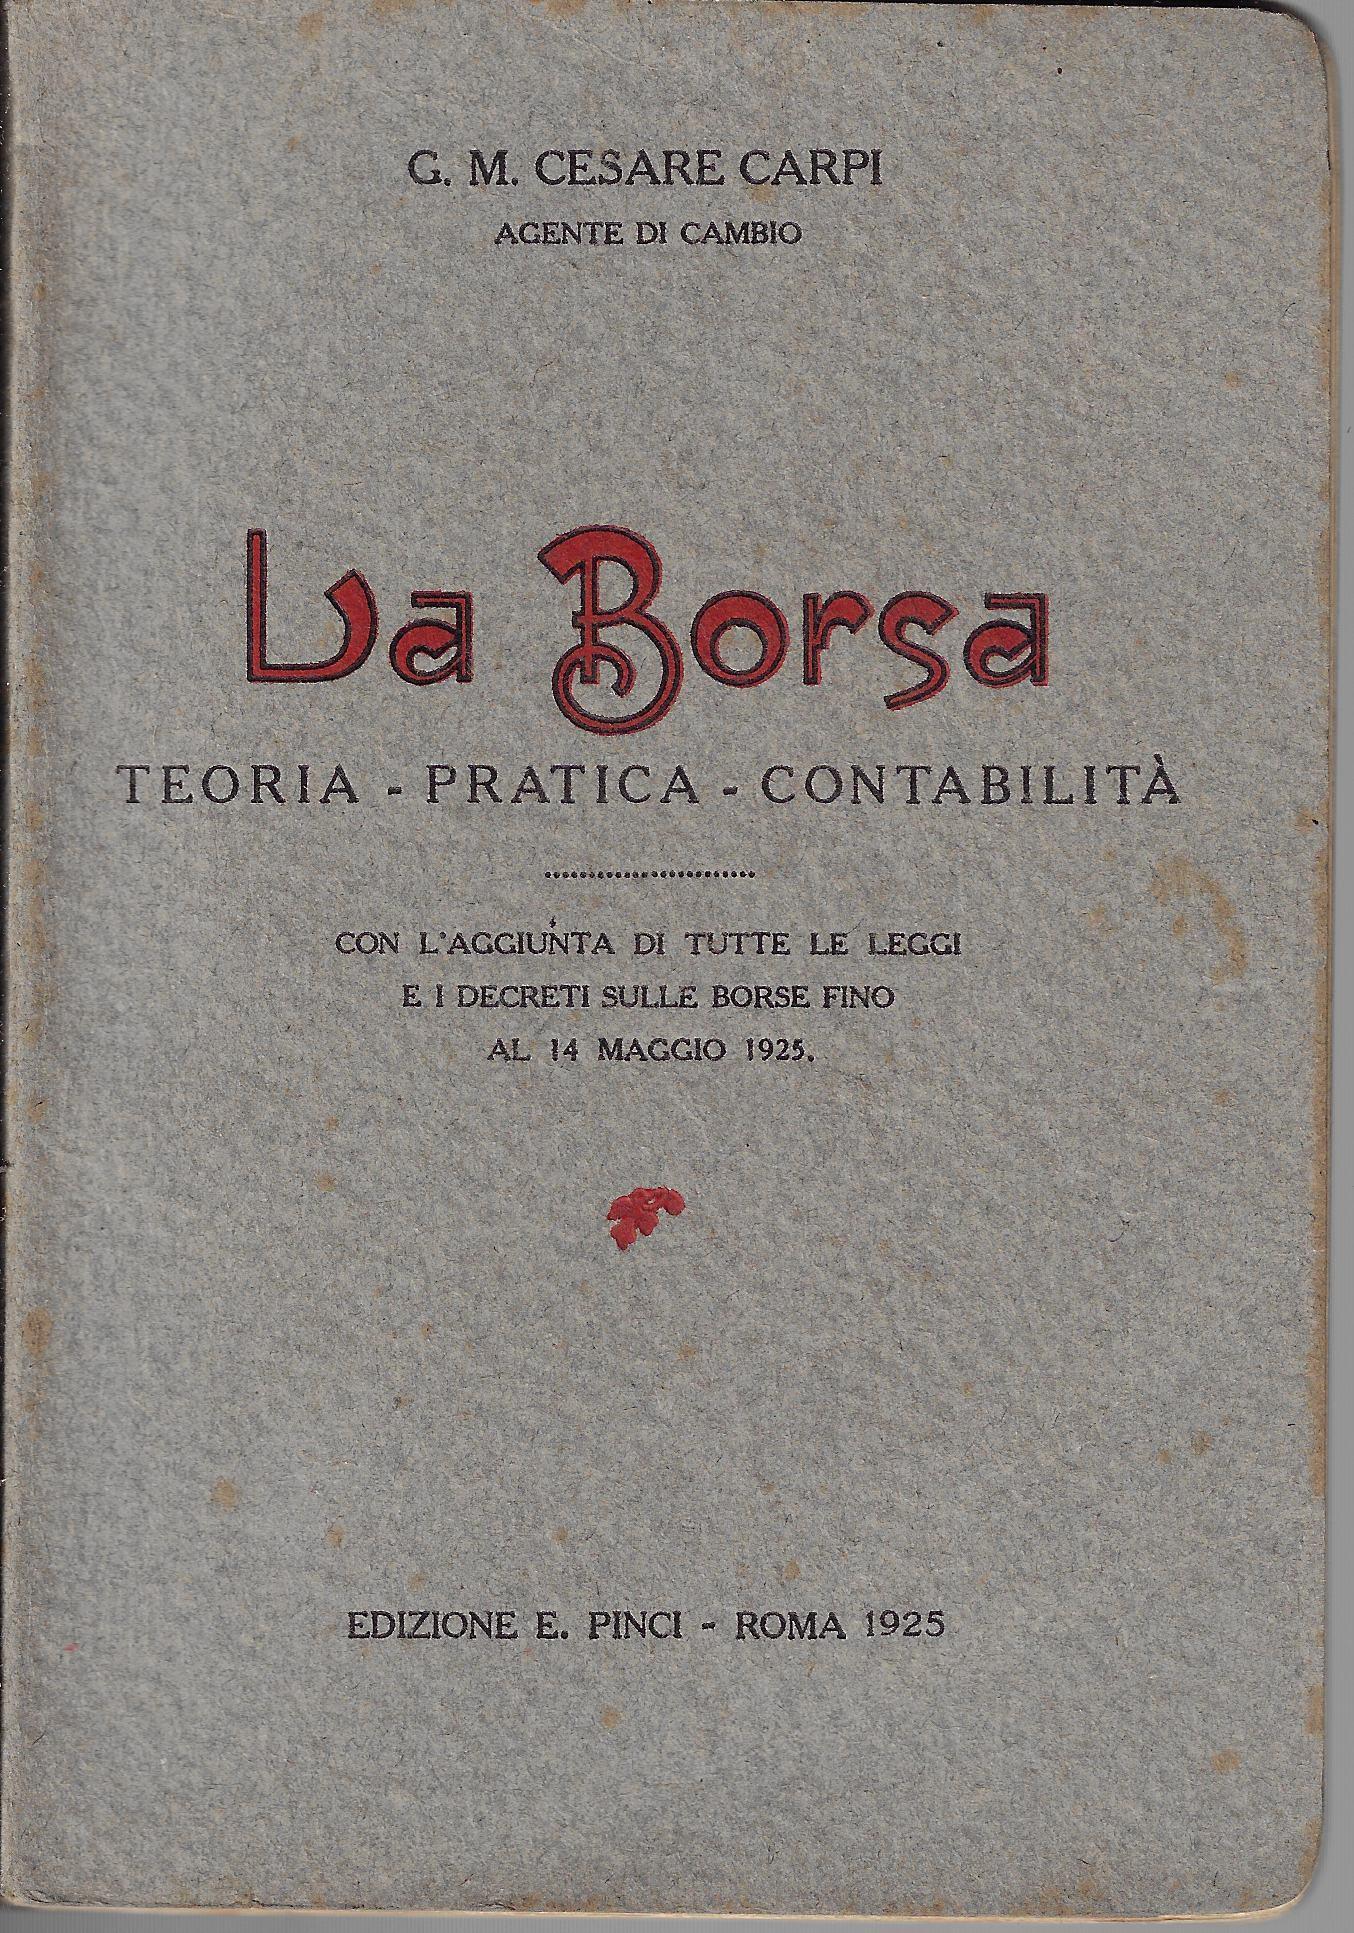 G. M. CESARE CARPI
AGENTE DI CAMBIO
La Borsa
TEORIA - PRATICA - CONTABILITÀ
CON L'AGGIUNTA DI TUTTE LE LEGGI
E I DECRETI SULLE BORSE FINO
AL 14 MAGGIO 1925.
EDIZIONE E. PINCI - ROMA 1925